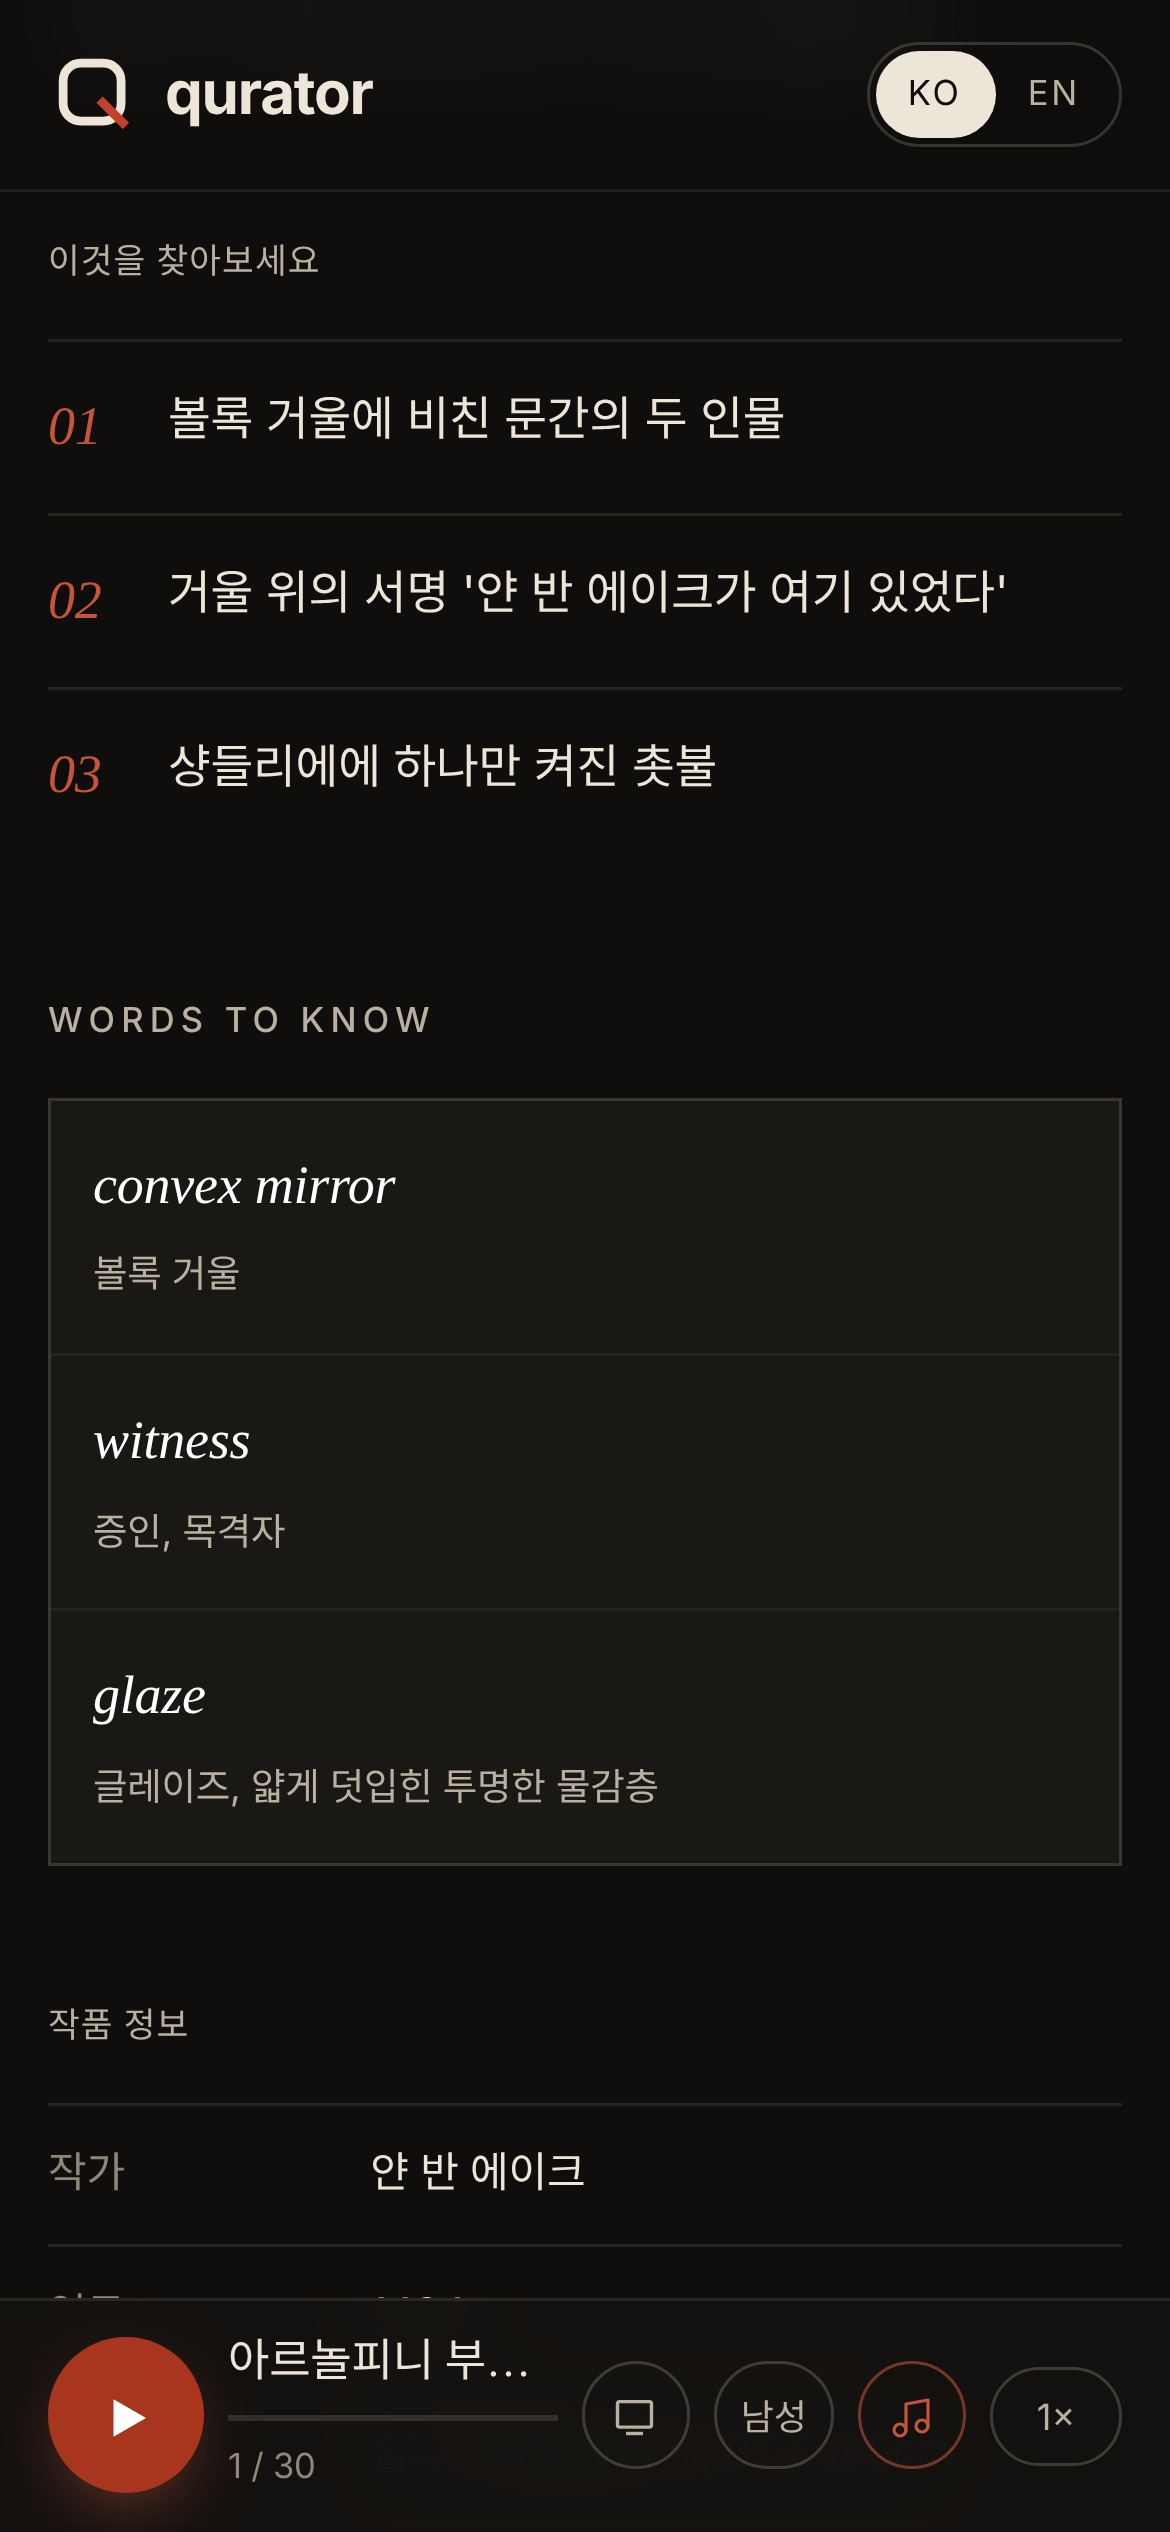 qurator
KO EN
이것을 찾아보세요
01 볼록 거울에 비친 문간의 두 인물
02 거울 위의 서명 '얀 반 에이크가 여기 있었다'
03 샹들리에에 하나만 켜진 촛불
WORDS TO KNOW
convex mirror
볼록 거울
witness
증인, 목격자
glaze
글레이즈, 얇게 덧입힌 투명한 물감층
작품 정보
작가 얀 반 에이크
아르놀피니 부...
1 / 30
남성
1×